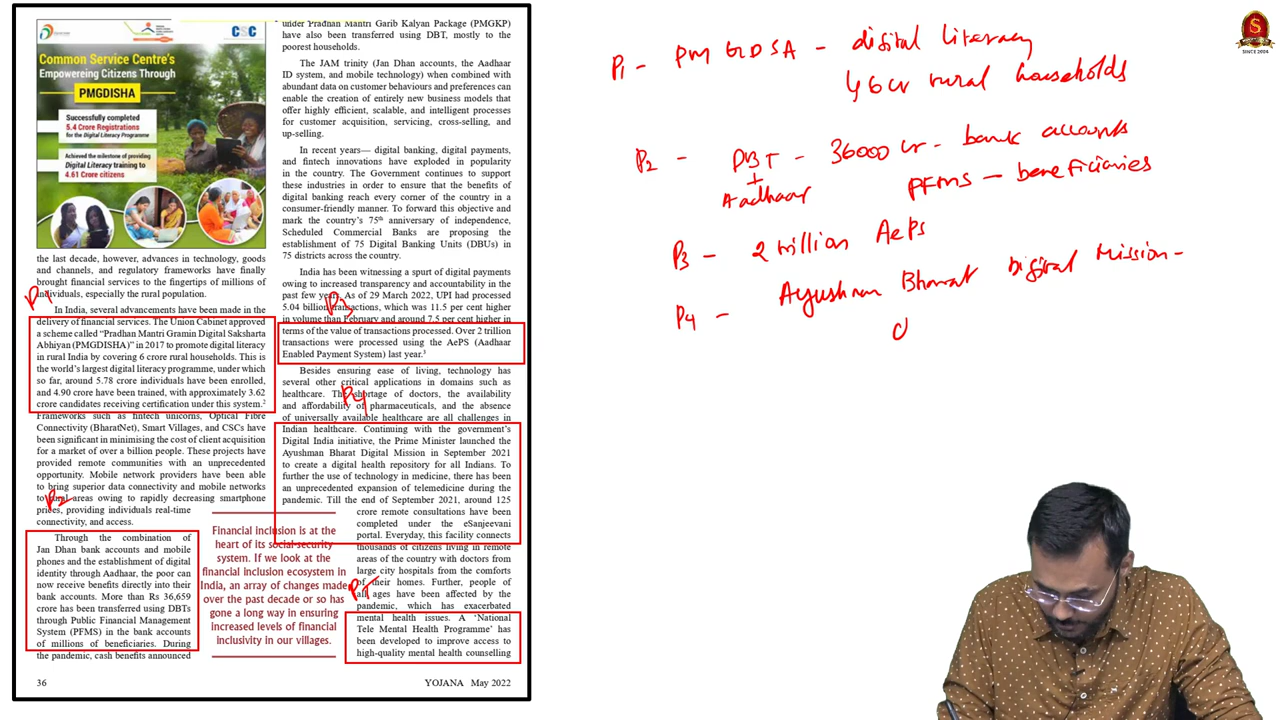 CSC
Common Service Centre's
Empowering Citizens Through
PMGDISHA
Successfully completed
5.4 Crore Registrations
for the Digital Literacy Programme
Achieved the milestone of providing
Digital Literacy training to
4.61 Crore citizens
the last decade, however, advances in technology, goods
and channels, and regulatory frameworks have finally
brought financial services to the fingertips of millions of
individuals, especially the rural population.
P1
In India, several advancements have been made in the
delivery of financial services. The Union Cabinet approved
a scheme called "Pradhan Mantri Gramin Digital Saksharta
Abhiyan (PMGDISHA)" in 2017 to promote digital literacy
in rural India by covering 6 crore rural households. This is
the world's largest digital literacy programme, under which
so far, around 5.78 crore individuals have been enrolled,
and 4.90 crore have been trained, with approximately 3.62
crore candidates receiving certification under this system.2
Frameworks such as fintech unicorns, Optical Fibre
Connectivity (BharatNet), Smart Villages, and CSCs have
been significant in minimising the cost of client acquisition
for a market of over a billion people. These projects have
provided remote communities with an unprecedented
opportunity. Mobile network providers have been able
to bring superior data connectivity and mobile networks
to rural areas owing to rapidly decreasing smartphone
prices, providing individuals real-time
connectivity, and access.
P2
Through the combination of
Jan Dhan bank accounts and mobile
phones and the establishment of digital
identity through Aadhaar, the poor can
now receive benefits directly into their
bank accounts. More than Rs 36,659
crore has been transferred using DBTs
through Public Financial Management
System (PFMS) in the bank accounts
of millions of beneficiaries. During
the pandemic, cash benefits announced
Financial inclusion is at the
heart of its social-security
system. If we look at the
financial inclusion ecosystem in
India, an array of changes made
over the past decade or so has
gone a long way in ensuring
increased levels of financial
inclusivity in our villages.
under Pradhan Mantri Garib Kalyan Package (PMGKP)
have also been transferred using DBT, mostly to the
poorest households.
The JAM trinity (Jan Dhan accounts, the Aadhaar
ID system, and mobile technology) when combined with
abundant data on customer behaviours and preferences can
enable the creation of entirely new business models that
offer highly efficient, scalable, and intelligent processes
for customer acquisition, servicing, cross-selling, and
up-selling.
In recent years— digital banking, digital payments,
and fintech innovations have exploded in popularity
in the country. The Government continues to support
these industries in order to ensure that the benefits of
digital banking reach every corner of the country in a
consumer-friendly manner. To forward this objective and
mark the country's 75th anniversary of independence,
Scheduled Commercial Banks are proposing the
establishment of 75 Digital Banking Units (DBUs) in
75 districts across the country.
India has been witnessing a spurt of digital payments
owing to increased transparency and accountability in the
past few years. As of 29 March 2022, UPI had processed
5.04 billion transactions, which was 11.5 per cent higher
in volume than February and around 7.5 per cent higher in
terms of the value of transactions processed. Over 2 trillion
transactions were processed using the AePS (Aadhaar
Enabled Payment System) last year.3
P3
Besides ensuring ease of living, technology has
several other critical applications in domains such as
healthcare. The shortage of doctors, the availability
and affordability of pharmaceuticals, and the absence
of universally available healthcare are all challenges in
Indian healthcare. Continuing with the government's
Digital India initiative, the Prime Minister launched the
Ayushman Bharat Digital Mission in September 2021
to create a digital health repository for all Indians. To
further the use of technology in medicine, there has been
an unprecedented expansion of telemedicine during the
pandemic. Till the end of September 2021, around 125
crore remote consultations have been
completed under the eSanjeevani
portal. Everyday, this facility connects
thousands of citizens living in remote
areas of the country with doctors from
large city hospitals from the comforts
of their homes. Further, people of
all ages have been affected by the
pandemic, which has exacerbated
mental health issues. A 'National
Tele Mental Health Programme' has
been developed to improve access to
high-quality mental health counselling
P4
36
YOJANA May 2022
P1 - PM GDSA - digital literacy
6 cr rural households
P2 - DBT - 36000 cr - bank accounts
+
Aadhaar PFMS - beneficiaries
P3 - 2 trillion AePS
P4 - Ayushman Bharat Digital Mission -
d
S
SINCE 2004